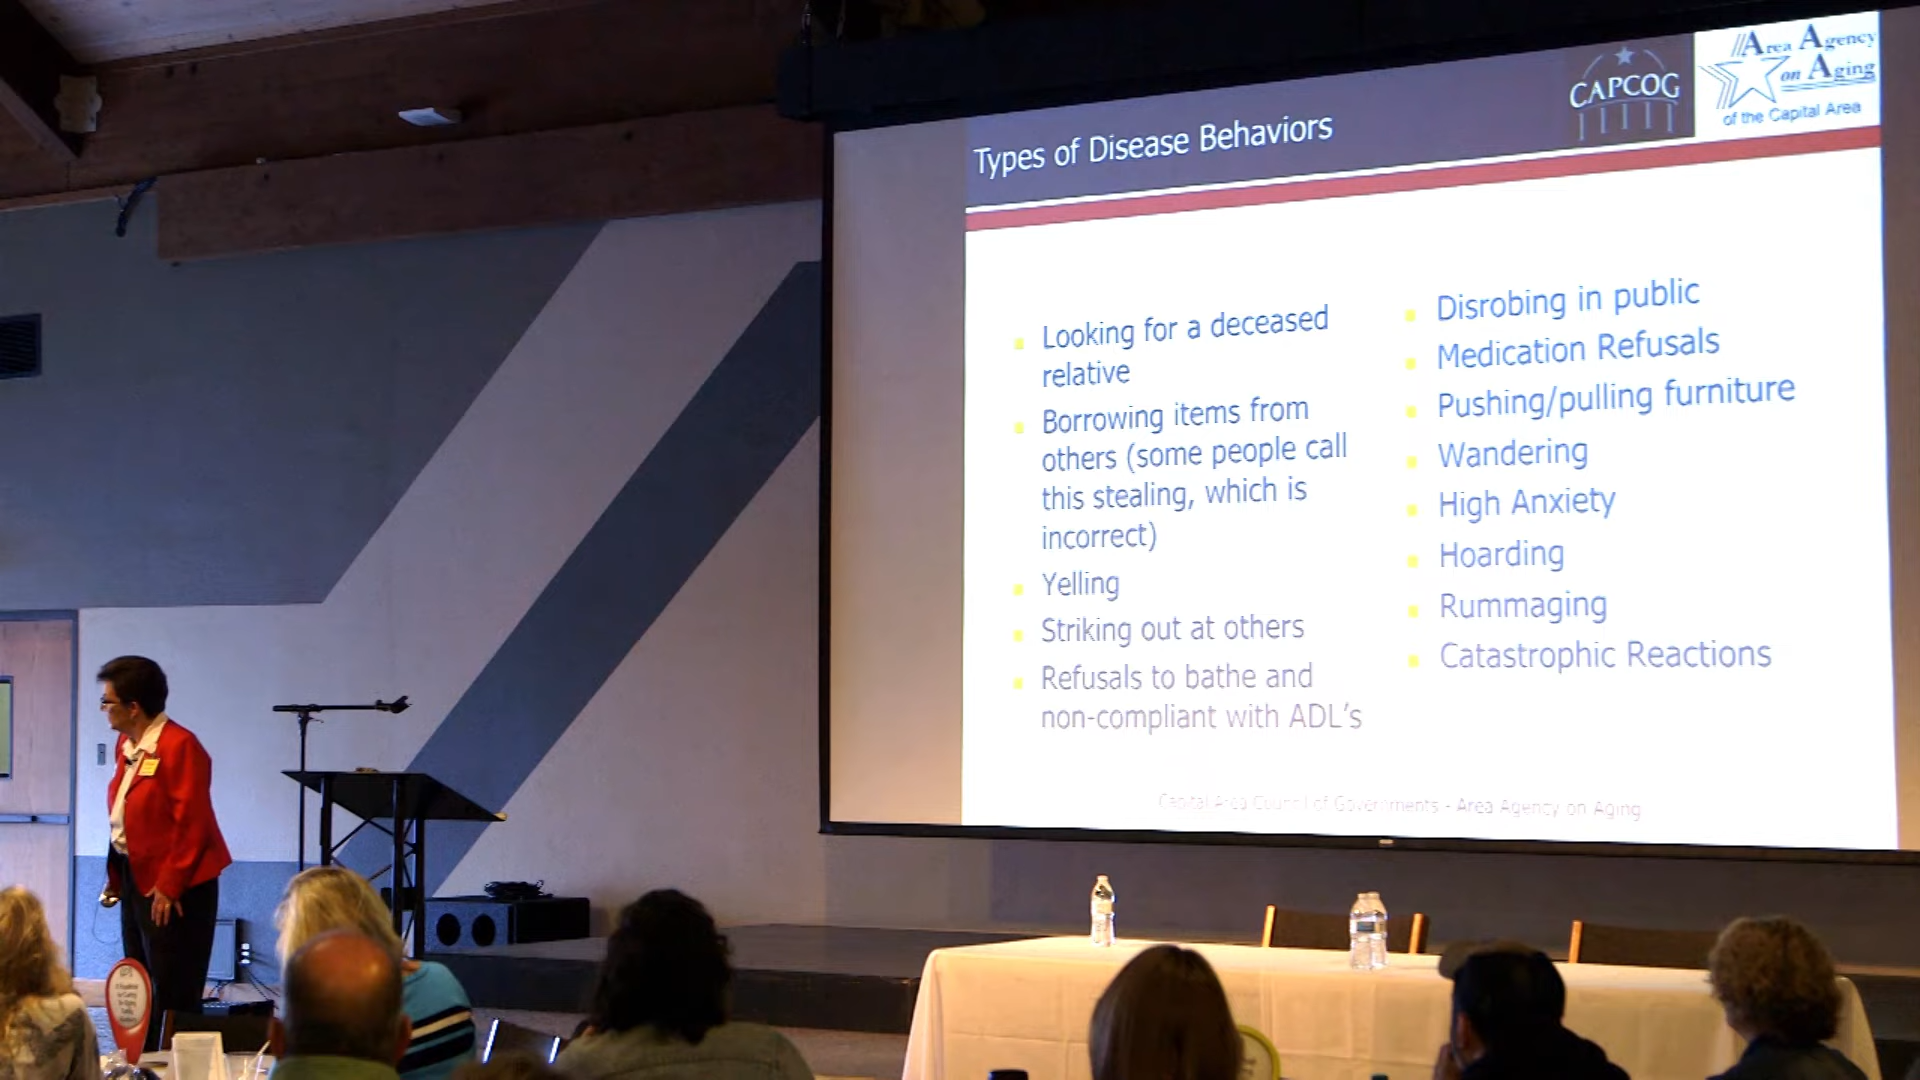 Types of Disease Behaviors
CAPCOG
Area Agency
on Aging
of the Capital Area
Looking for a deceased
relative
Borrowing items from
others (some people call
this stealing, which is
incorrect)
Yelling
Striking out at others
Refusals to bathe and
non-compliant with ADL's
Disrobing in public
Medication Refusals
Pushing/pulling furniture
Wandering
High Anxiety
Hoarding
Rummaging
Catastrophic Reactions
Capital Area Council of Governments - Area Agency on Aging